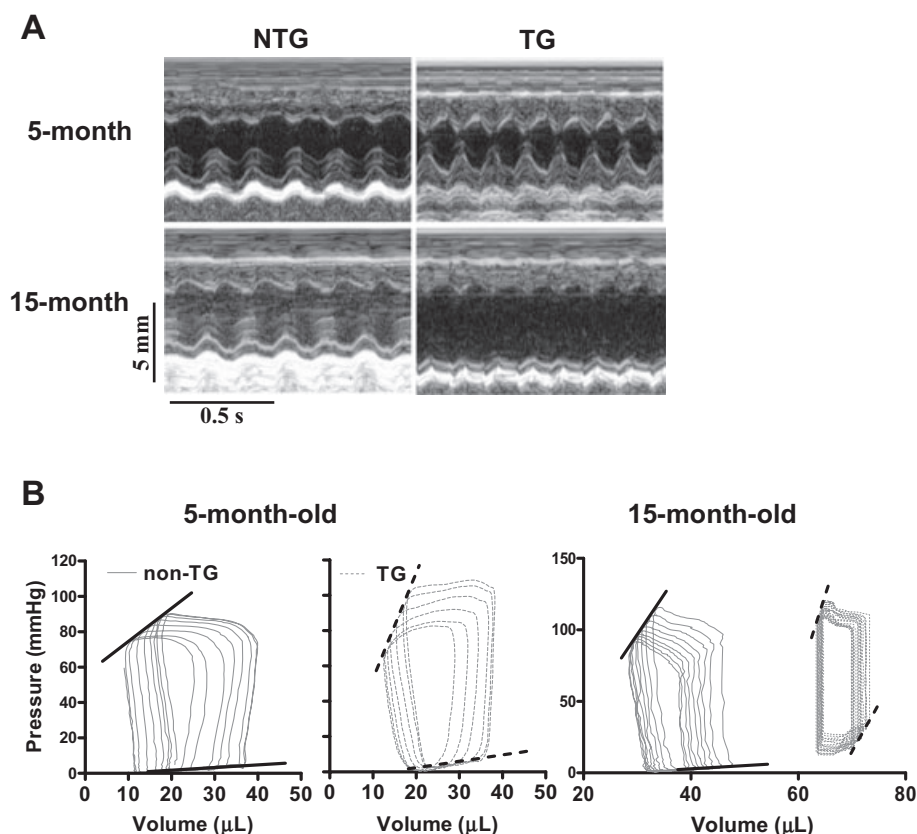 A
NTG TG
5-month
15-month
5 mm
0.5 s
B
5-month-old 15-month-old
120
100
80
60
40
20
0
non-TG
TG
150
100
50
0
Pressure (mmHg)
0 10 20 30 40 50
0 10 20 30 40 50
20 40 60 80
Volume (μL) Volume (μL) Volume (μL)